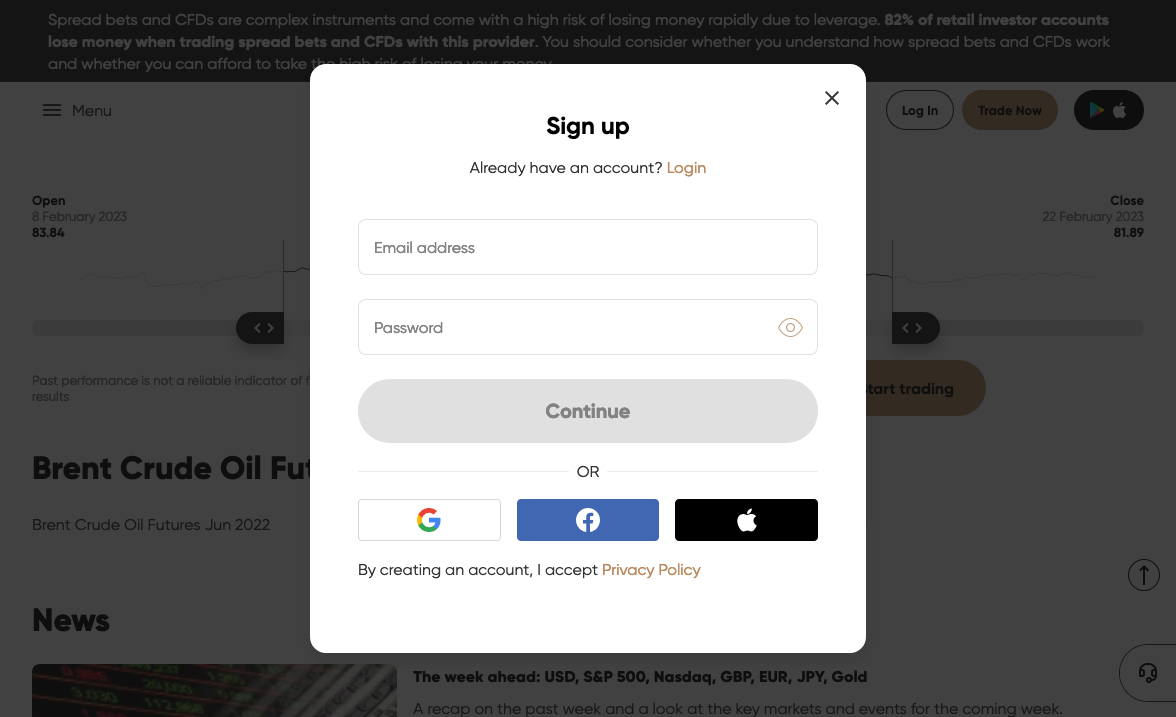 Spread bets and CFDs are complex instruments and come with a high risk of losing money rapidly due to leverage. 82% of retail investor accounts
lose money when trading spread bets and CFDs with this provider. You should consider whether you understand how spread bets and CFDs work
and whether you can afford to take the high risk of losing your money.
Menu
Log In
Trade Now
Sign up
Already have an account? Login
Open
8 February 2023
83.84
Close
22 February 2023
81.89
Email address
Password
Past performance is not a reliable indicator of
results
Start trading
Continue
Brent Crude Oil
OR
Brent Crude Oil Futures Jun 2022
By creating an account, I accept Privacy Policy
News
The week ahead: USD, S&P 500, Nasdaq, GBP, EUR, JPY, Gold
A recap on the past week and a look at the key markets and events for the coming week.
3,030
20,000
112,968